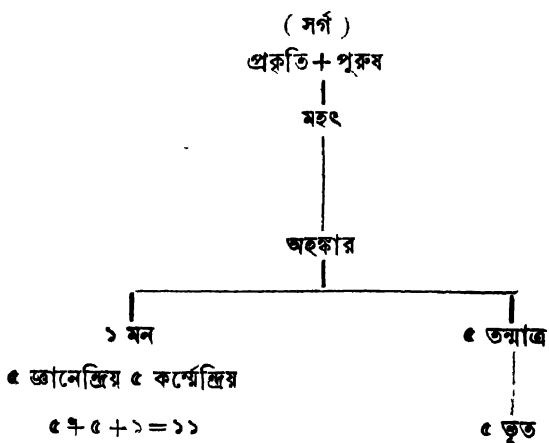 ( সর্গ )
প্রকৃতি + পুরুষ
মহৎ
অহঙ্কার
১ মন
৫ তন্মাত্র
৫ জ্ঞানেন্দ্রিয় ৫ কর্ম্মেন্দ্রিয়
৫ + ৫ + ১ = ১১
৫ ভূত